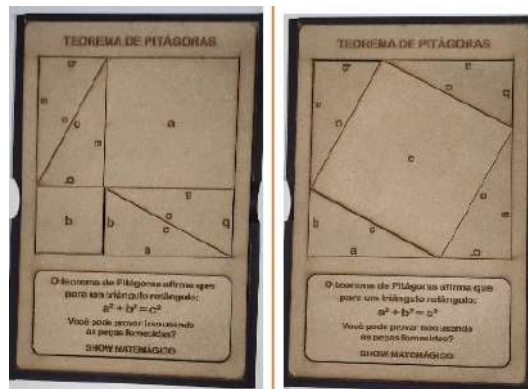 TEOREMA DE PITÁGORAS
b
a
c
c
a
a
b
a
b
b
c
c
b
a
O teorema de Pitágoras afirma que
para um triângulo retângulo:
a² + b² = c²
Você pode provar isso usando
as peças fornecidas?
SHOW MATEMÁGICO
TEOREMA DE PITÁGORAS
b
a
a
c
b
c
c
c
a
b
c
a
b
O teorema de Pitágoras afirma que
para um triângulo retângulo:
a² + b² = c²
Você pode provar isso usando
as peças fornecidas?
SHOW MATEMÁGICO